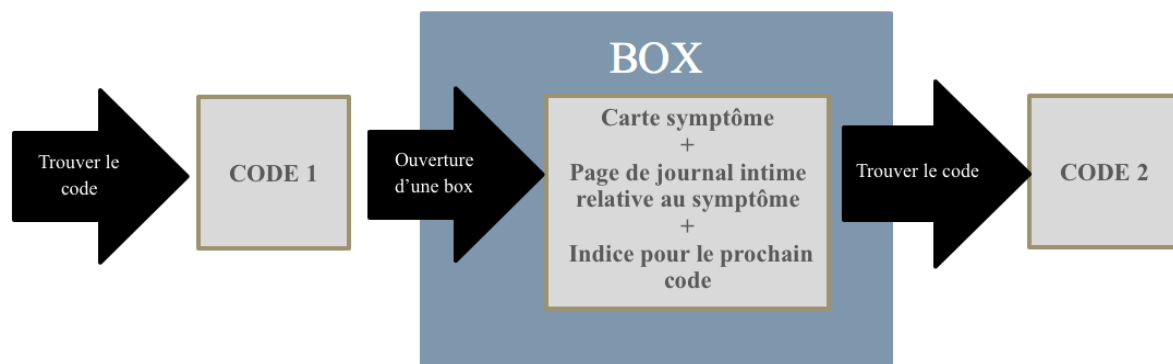 Trouver le
code
CODE 1
Ouverture
d’une box
BOX
Carte symptôme
+
Page de journal intime
relative au symptôme
+
Indice pour le prochain
code
Trouver le code
CODE 2